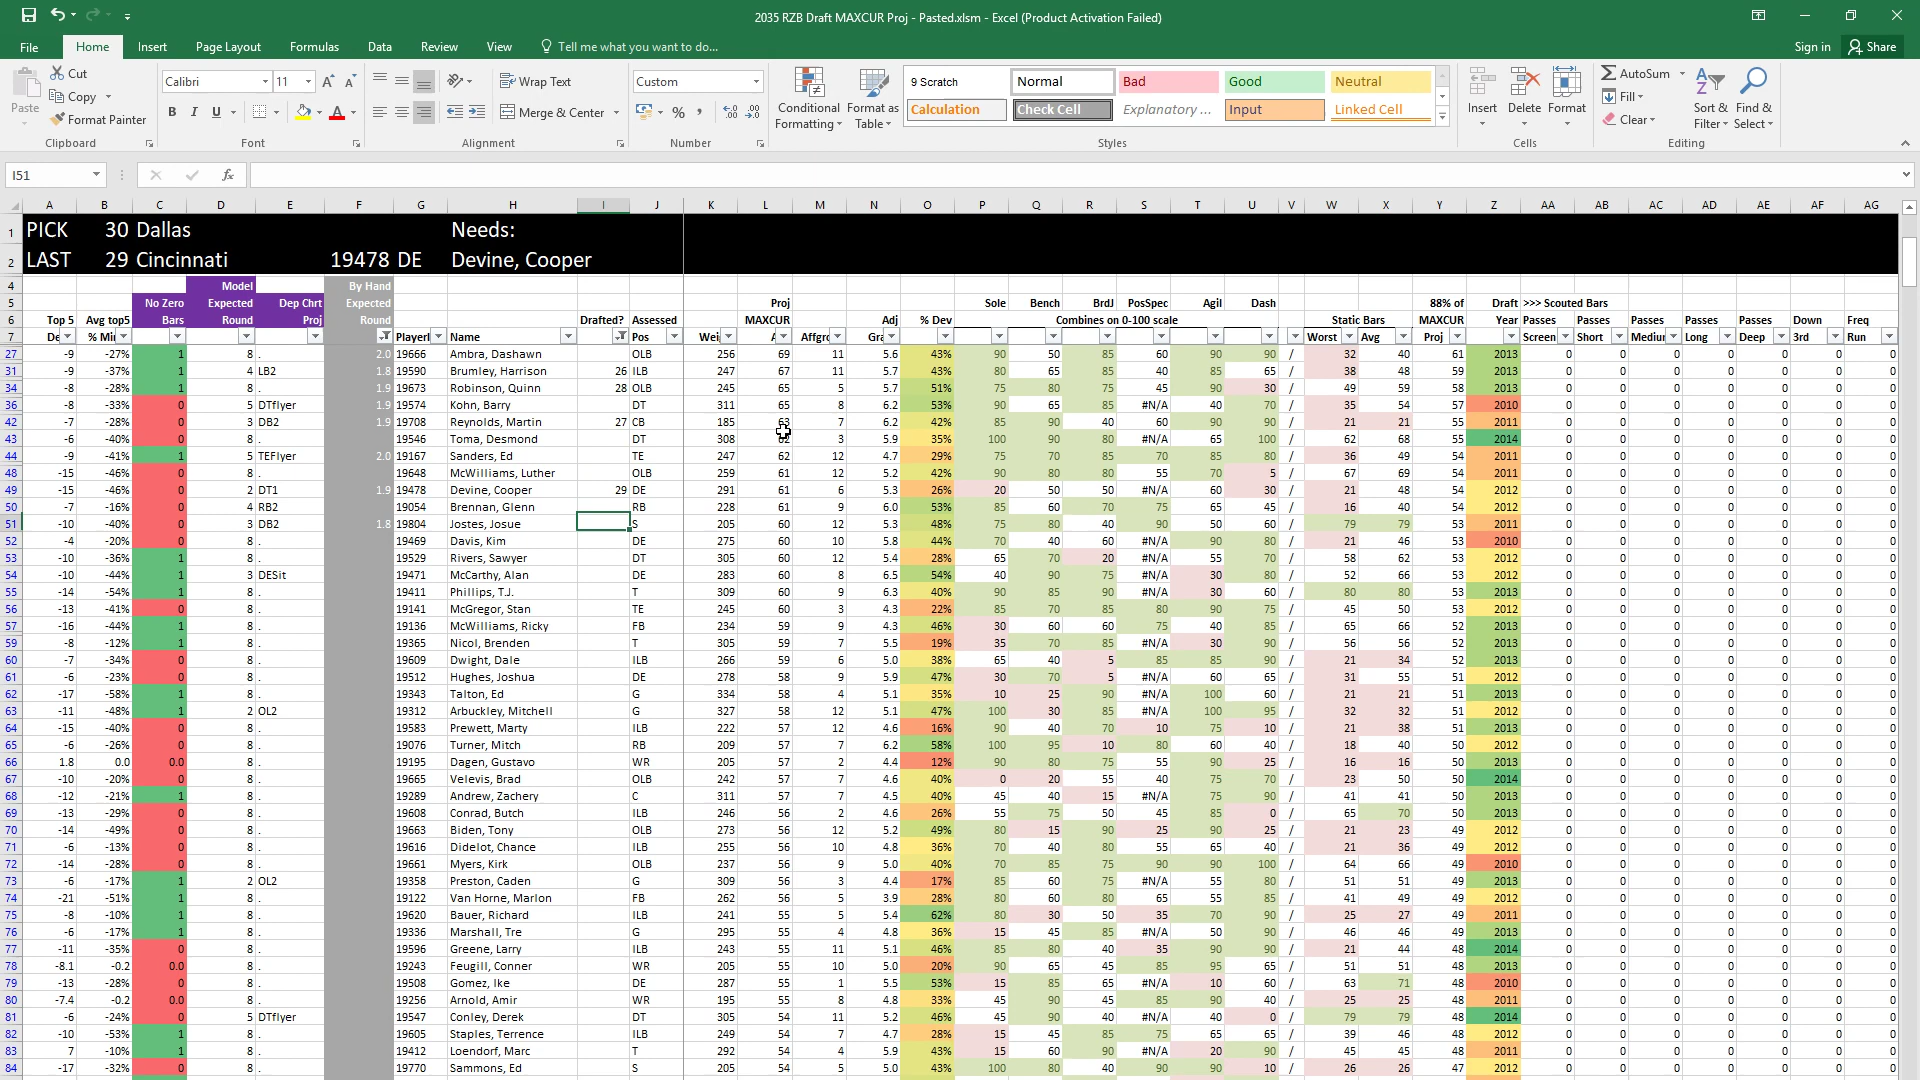 2035 RZB Draft MAXCUR Proj - Pasted.xlsm - Excel (Product Activation Failed)
File Home Insert Page Layout Formulas Data Review View Tell me what you want to do... Sign in Share
Paste Cut Copy Format Painter Clipboard
Calibri 11 B I U Font
Wrap Text Merge & Center Alignment
Custom % Number
Conditional Formatting Format as Table
9 Scratch Normal Bad Good Neutral
Calculation Check Cell Explanatory ... Input Linked Cell
Styles
Insert Delete Format Cells
AutoSum Fill Clear Sort & Filter Find & Select Editing
I51 fx
A B C D E F G H I J K L M N O P Q R S T U V W X Y Z AA AB AC AD AE AF AG
1 PICK 30 Dallas Needs:
2 LAST 29 Cincinnati 19478 DE Devine, Cooper
4 Model By Hand
5 No Zero Expected Dep Chrt Expected Proj Sole Bench BrdJ PosSpec Agil Dash 88% of Draft >>> Scouted Bars
6 Top 5 Avg top5 Bars Round Proj Round Drafted? Assessed MAXCUR Adj % Dev Combines on 0-100 scale Static Bars MAXCUR Year Passes Passes Passes Passes Passes Down Freq
7 De % Min PlayerI Name Pos Wei A Affgr Gra Worst Avg Proj Screen Short Mediur Long Deep 3rd Run
27 -9 -27% 1 8 . 2.0 19666 Ambra, Dashawn OLB 256 69 11 5.6 43% 90 50 85 60 90 90 / 32 40 61 2013 0 0 0 0 0 0 0
31 -9 -37% 1 4 LB2 1.8 19590 Brumley, Harrison 26 ILB 247 67 11 5.7 43% 80 65 85 40 85 65 / 38 48 59 2013 0 0 0 0 0 0 0
34 -8 -28% 1 8 . 1.9 19673 Robinson, Quinn 28 OLB 245 65 5 5.7 51% 75 80 75 45 90 30 / 49 59 58 2013 0 0 0 0 0 0 0
36 -8 -33% 0 5 DTflyer 1.9 19574 Kohn, Barry DT 311 65 8 6.2 53% 90 65 85 #N/A 40 70 / 35 54 57 2010 0 0 0 0 0 0 0
42 -7 -28% 0 3 DB2 1.9 19708 Reynolds, Martin 27 CB 185 63 7 6.2 42% 85 90 40 60 90 90 / 21 21 55 2011 0 0 0 0 0 0 0
43 -6 -40% 0 8 . 19546 Toma, Desmond DT 308 62 3 5.9 35% 100 90 80 #N/A 65 100 / 62 68 55 2014 0 0 0 0 0 0 0
44 -9 -41% 1 5 TEFlyer 2.0 19167 Sanders, Ed TE 247 62 12 4.7 29% 75 70 85 70 85 80 / 36 49 54 2011 0 0 0 0 0 0 0
48 -15 -46% 0 8 . 19648 McWilliams, Luther OLB 259 61 12 5.2 42% 90 80 80 55 70 5 / 67 69 54 2011 0 0 0 0 0 0 0
49 -15 -46% 0 2 DT1 1.9 19478 Devine, Cooper 29 DE 291 61 6 5.3 26% 20 50 50 #N/A 60 30 / 21 48 54 2012 0 0 0 0 0 0 0
50 -7 -16% 0 4 RB2 19054 Brennan, Glenn RB 228 61 9 6.0 53% 85 60 70 75 65 45 / 16 40 54 2012 0 0 0 0 0 0 0
51 -10 -40% 0 3 DB2 1.8 19804 Jostes, Josue S 205 60 12 5.3 48% 75 80 40 90 50 60 / 79 79 53 2011 0 0 0 0 0 0 0
52 -4 -20% 0 8 . 19469 Davis, Kim DE 275 60 10 5.8 44% 70 40 60 #N/A 90 80 / 21 46 53 2010 0 0 0 0 0 0 0
53 -10 -36% 1 8 . 19529 Rivers, Sawyer DT 305 60 12 5.4 28% 65 70 20 #N/A 55 70 / 58 62 53 2012 0 0 0 0 0 0 0
54 -10 -44% 1 3 DESit 19471 McCarthy, Alan DE 283 60 8 6.5 54% 40 90 75 #N/A 30 80 / 52 66 53 2012 0 0 0 0 0 0 0
55 -14 -54% 1 8 . 19411 Phillips, T.J. T 309 60 9 6.3 40% 90 85 90 #N/A 30 60 / 80 80 53 2013 0 0 0 0 0 0 0
56 -13 -41% 0 8 . 19141 McGregor, Stan TE 245 60 3 4.3 22% 85 70 85 80 90 75 / 45 50 53 2012 0 0 0 0 0 0 0
57 -16 -44% 1 8 . 19136 McWilliams, Ricky FB 234 59 9 4.3 46% 30 60 60 75 40 85 / 65 66 52 2013 0 0 0 0 0 0 0
59 -8 -12% 1 8 . 19365 Nicol, Brenden T 305 59 7 5.5 19% 35 70 85 #N/A 30 90 / 56 56 52 2013 0 0 0 0 0 0 0
60 -7 -34% 0 8 . 19609 Dwight, Dale ILB 266 59 6 5.0 38% 65 40 5 85 85 90 / 21 34 52 2013 0 0 0 0 0 0 0
61 -6 -23% 0 8 . 19512 Hughes, Joshua DE 278 58 9 5.9 47% 30 70 5 #N/A 60 65 / 31 55 51 2012 0 0 0 0 0 0 0
62 -17 -58% 1 8 . 19343 Talton, Ed G 334 58 4 5.1 35% 10 25 90 #N/A 100 60 / 21 21 51 2013 0 0 0 0 0 0 0
63 -11 -48% 1 2 OL2 19312 Arbuckley, Mitchell G 327 58 12 5.1 47% 100 30 85 #N/A 100 95 / 32 32 51 2012 0 0 0 0 0 0 0
64 -15 -40% 0 8 . 19583 Prewett, Marty ILB 222 57 12 4.6 16% 90 40 70 10 75 10 / 21 38 51 2013 0 0 0 0 0 0 0
65 -6 -26% 0 8 . 19076 Turner, Mitch RB 209 57 7 6.2 58% 100 95 10 80 60 40 / 18 40 50 2013 0 0 0 0 0 0 0
66 1.8 0.0 0.0 8 . 19195 Dagen, Gustavo WR 205 57 2 4.4 12% 90 80 75 55 90 25 / 16 16 50 2013 0 0 0 0 0 0 0
67 -10 -20% 0 8 . 19665 Velevis, Brad OLB 242 57 7 4.6 40% 0 20 55 40 75 70 / 23 50 50 2014 0 0 0 0 0 0 0
68 -12 -21% 1 8 . 19289 Andrew, Zachery C 311 57 7 4.5 40% 45 40 15 #N/A 75 90 / 41 41 50 2013 0 0 0 0 0 0 0
69 -13 -29% 0 8 . 19608 Conrad, Butch ILB 246 56 2 4.6 26% 55 75 50 45 85 0 / 65 70 50 2013 0 0 0 0 0 0 0
70 -14 -49% 0 8 . 19663 Biden, Tony OLB 273 56 12 5.2 49% 80 15 90 25 90 25 / 21 23 49 2012 0 0 0 0 0 0 0
71 -6 -13% 0 8 . 19616 Didelot, Chance ILB 255 56 10 4.8 36% 70 40 80 55 65 40 / 21 36 49 2012 0 0 0 0 0 0 0
72 -14 -28% 0 8 . 19661 Myers, Kirk OLB 237 56 9 5.0 40% 70 85 75 90 90 100 / 64 66 49 2010 0 0 0 0 0 0 0
73 -6 -17% 1 2 OL2 19358 Preston, Caden G 309 56 3 4.4 17% 85 60 75 #N/A 55 80 / 51 51 49 2013 0 0 0 0 0 0 0
74 -21 -51% 1 8 . 19122 Van Horne, Marlon FB 262 56 5 3.9 28% 80 60 80 65 55 85 / 41 49 49 2012 0 0 0 0 0 0 0
75 -8 -10% 1 8 . 19620 Bauer, Richard ILB 241 55 5 5.4 62% 80 30 50 35 70 90 / 25 27 49 2011 0 0 0 0 0 0 0
76 -6 -17% 1 8 . 19336 Marshall, Tre G 295 55 4 4.8 36% 15 45 85 #N/A 50 90 / 46 46 49 2013 0 0 0 0 0 0 0
77 -11 -35% 0 8 . 19596 Greene, Larry ILB 243 55 11 5.1 46% 85 80 40 35 90 90 / 21 44 48 2014 0 0 0 0 0 0 0
78 -8.1 -0.2 0.0 8 . 19243 Feugill, Conner WR 205 55 10 5.0 20% 90 65 45 85 95 65 / 51 51 48 2013 0 0 0 0 0 0 0
79 -13 -28% 0 8 . 19508 Gomez, Ike DE 287 55 1 5.5 53% 15 85 65 #N/A 10 60 / 63 71 48 2010 0 0 0 0 0 0 0
80 -7.4 -0.2 0.0 8 . 19256 Arnold, Amir WR 195 55 8 4.8 33% 45 90 45 85 90 40 / 25 25 48 2011 0 0 0 0 0 0 0
81 -6 -24% 0 5 DTflyer 19547 Conley, Derek DT 305 54 11 5.2 46% 45 90 40 #N/A 40 0 / 79 79 48 2014 0 0 0 0 0 0 0
82 -10 -53% 1 8 . 19605 Staples, Terrence ILB 249 54 7 4.7 28% 15 45 85 75 65 65 / 39 46 48 2012 0 0 0 0 0 0 0
83 7 -10% 1 8 . 19412 Loendorf, Marc T 292 54 4 5.9 43% 15 60 90 #N/A 20 90 / 45 45 48 2011 0 0 0 0 0 0 0
84 -17 -32% 0 8 . 19770 Sammons, Ed S 205 54 5 5.0 43% 100 80 40 90 90 10 / 26 26 47 2012 0 0 0 0 0 0 0